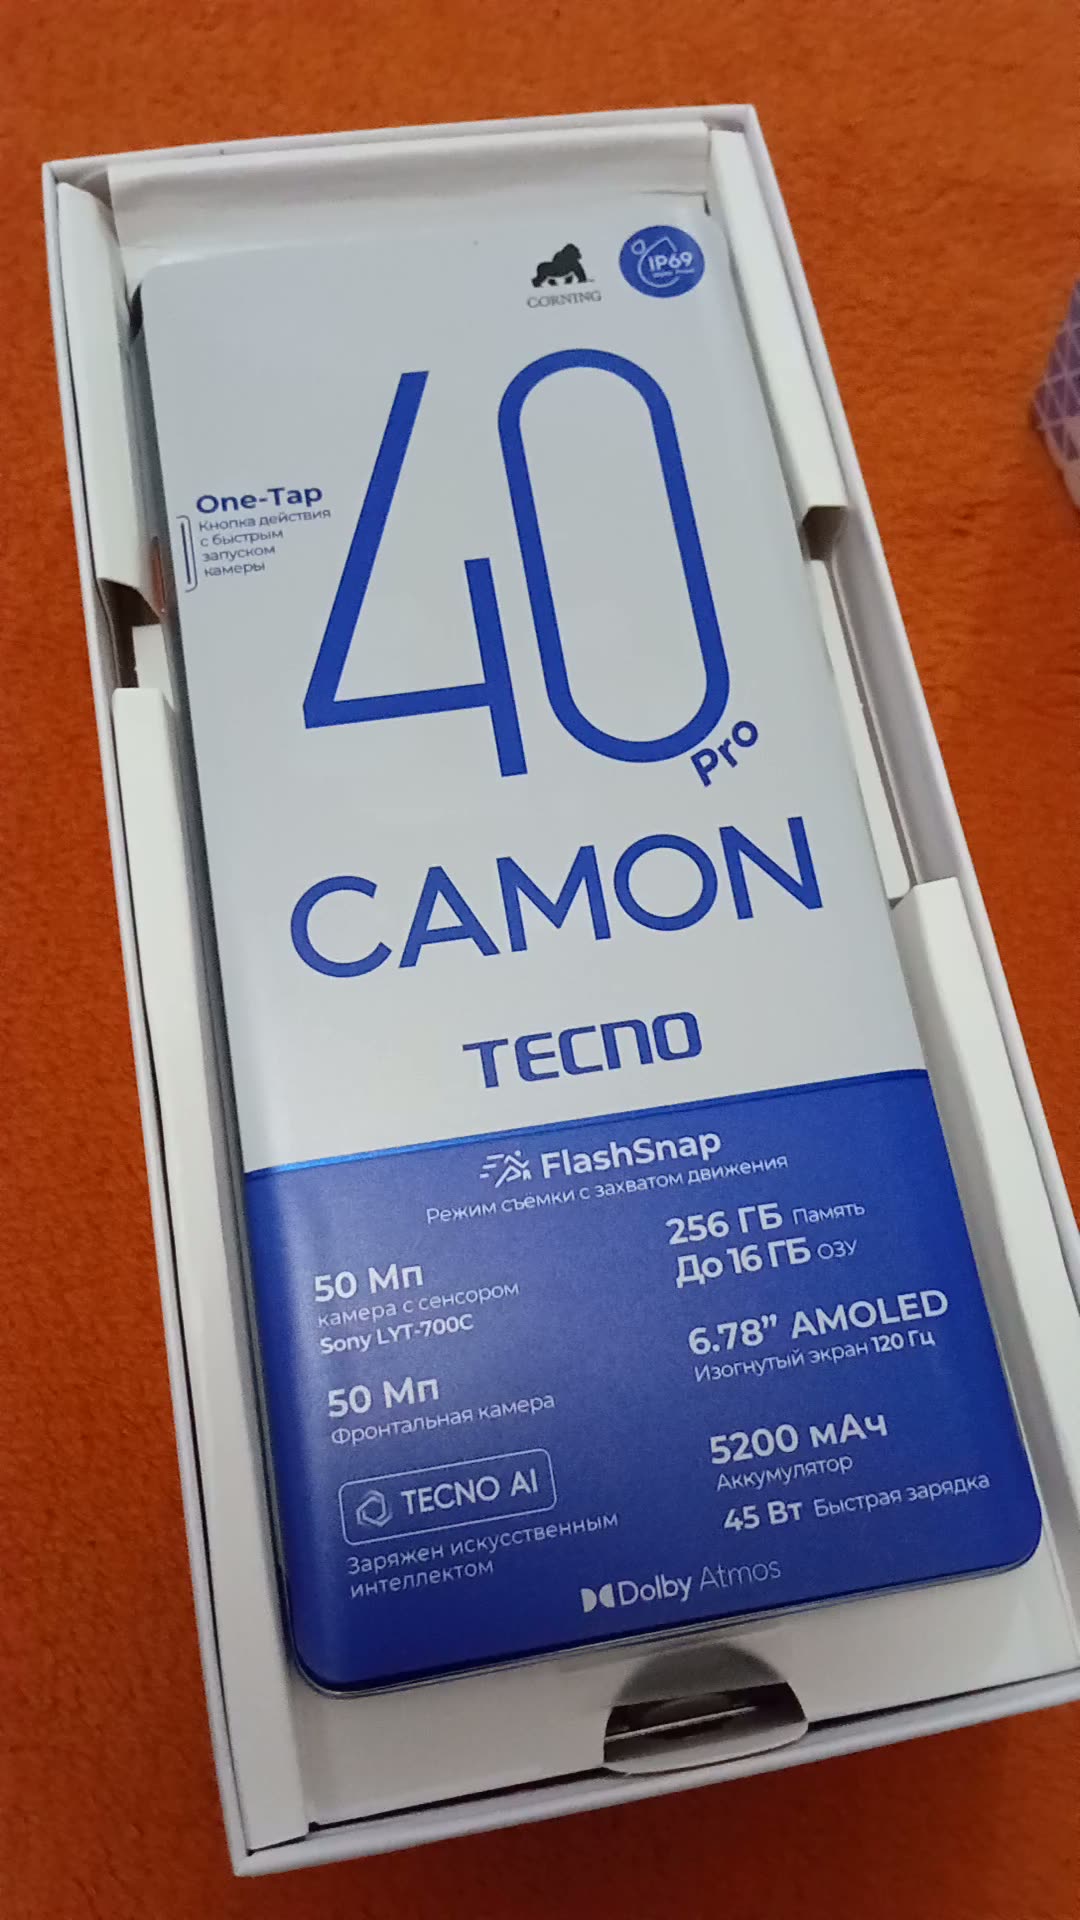 CORNING
IP69
40
Pro
One-Tap
Кнопка действия
с быстрым
запуском
камеры
CAMON
TECNO
FlashSnap
Режим съёмки с захватом движения
50 Мп
камера с сенсором
Sony LYT-700C
50 Мп
Фронтальная камера
TECNO AI
Заряжен искусственным
интеллектом
256 ГБ Память
До 16 ГБ ОЗУ
6.78” AMOLED
Изогнутый экран 120 Гц
5200 мАч
Аккумулятор
45 Вт Быстрая зарядка
Dolby Atmos